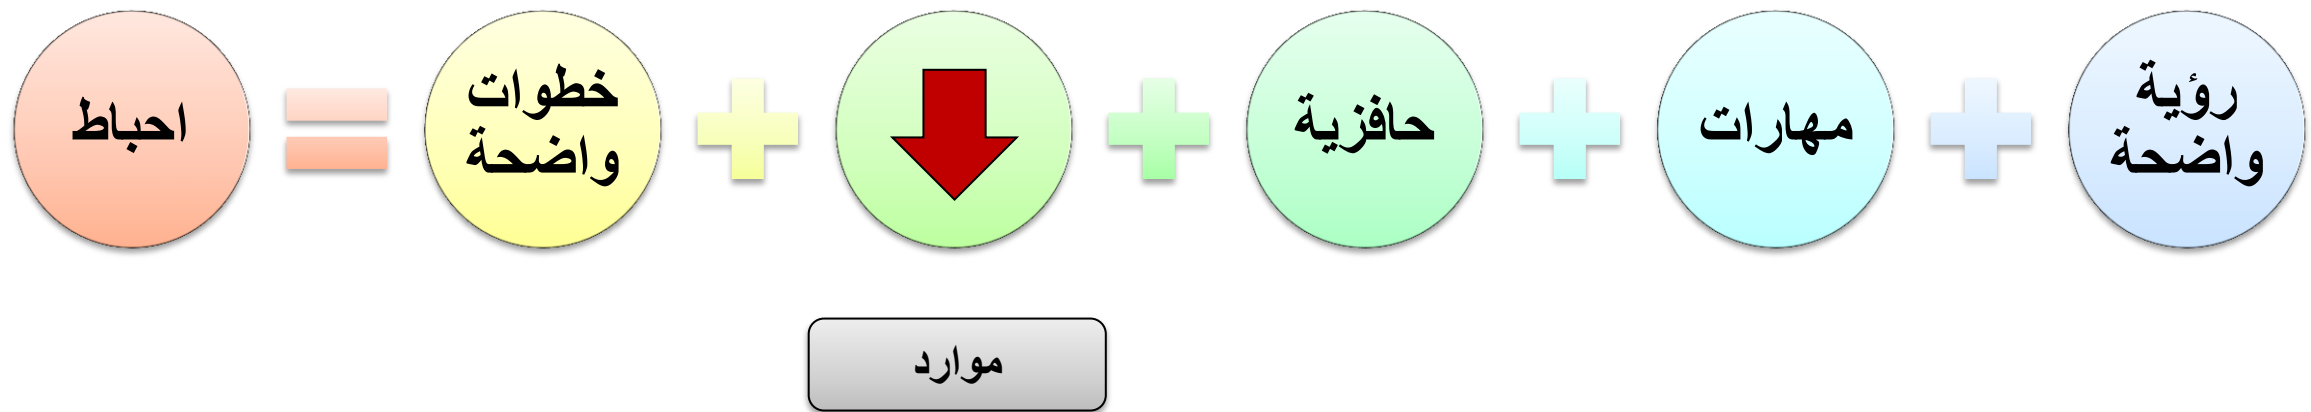 رؤية
واضحة
مهارات
حافزية
خطوات
واضحة
احباط
موارد